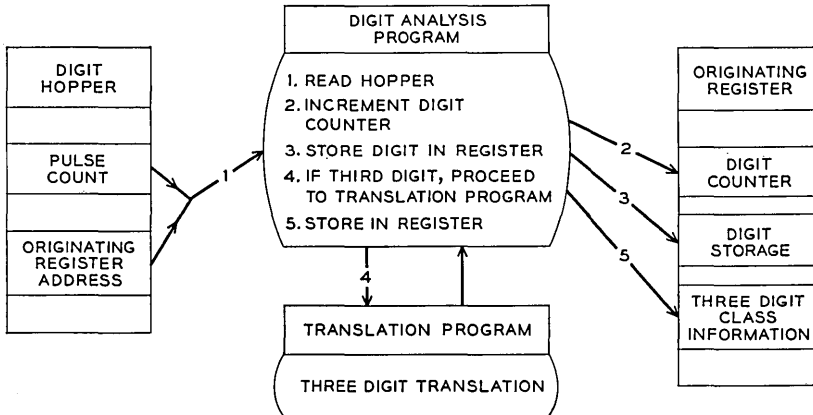 DIGIT
HOPPER
PULSE
COUNT
ORIGINATING
REGISTER
ADDRESS
1
DIGIT ANALYSIS
PROGRAM
1. READ HOPPER
2. INCREMENT DIGIT
COUNTER
3. STORE DIGIT IN REGISTER
4. IF THIRD DIGIT, PROCEED
TO TRANSLATION PROGRAM
5. STORE IN REGISTER
4
TRANSLATION PROGRAM
THREE DIGIT TRANSLATION
2
3
5
ORIGINATING
REGISTER
DIGIT
COUNTER
DIGIT
STORAGE
THREE DIGIT
CLASS
INFORMATION